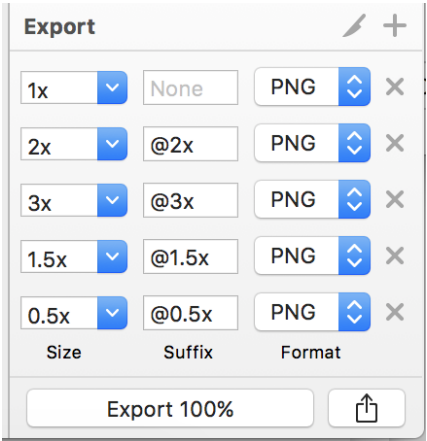 Export
1x None PNG
2x @2x PNG
3x @3x PNG
1.5x @1.5x PNG
0.5x @0.5x PNG
Size Suffix Format
Export 100%